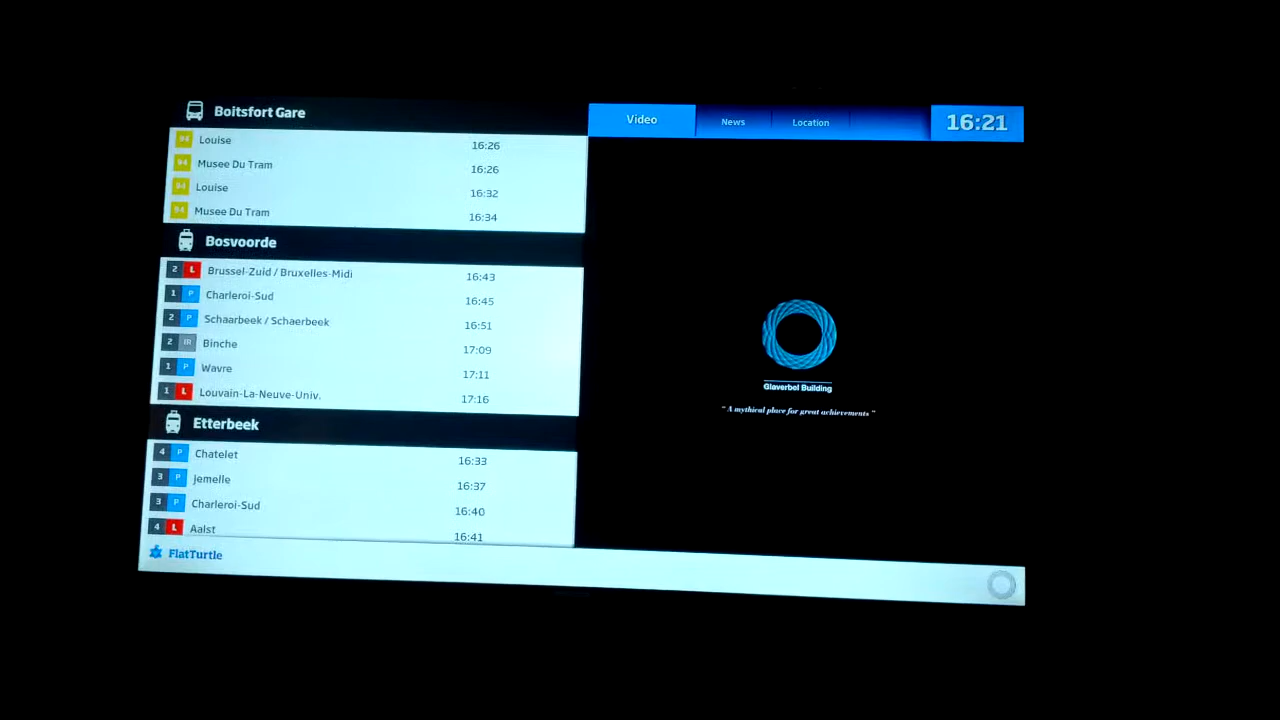 Boitsfort Gare
94 Louise 16:26
94 Musee Du Tram 16:26
94 Louise 16:32
94 Musee Du Tram 16:34
Bosvoorde
2 L Brussel-Zuid / Bruxelles-Midi 16:43
1 P Charleroi-Sud 16:45
2 P Schaarbeek / Schaerbeek 16:51
2 IR Binche 17:09
1 P Wavre 17:11
1 L Louvain-La-Neuve-Univ. 17:16
Etterbeek
4 P Chatelet 16:33
3 P Jemelle 16:37
3 P Charleroi-Sud 16:40
4 L Aalst 16:41
FlatTurtle
Video News Location 16:21
Glaverbel Building
" A mythical place for great achievements "